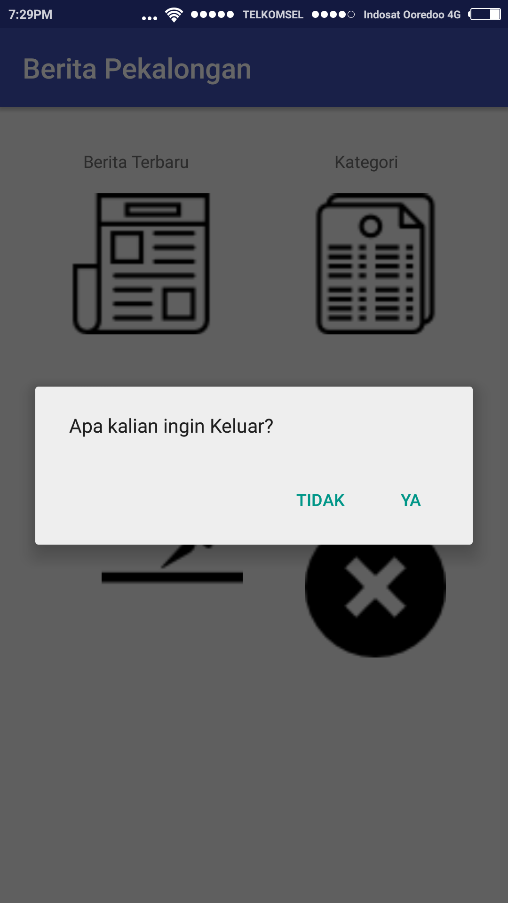 7:29PM ... TELKOMSEL Indosat Ooredoo 4G
Berita Pekalongan
Berita Terbaru Kategori
Apa kalian ingin Keluar?
TIDAK YA